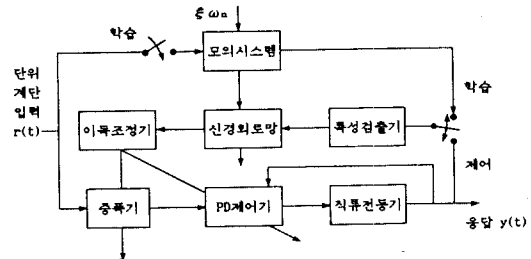 ξ ωn
학습
모의시스템
단위
계단
입력
r(t)
학습
이득조정기
신경회로망
특성검출기
제어
증폭기
PD제어기
직류전동기
응답 y(t)